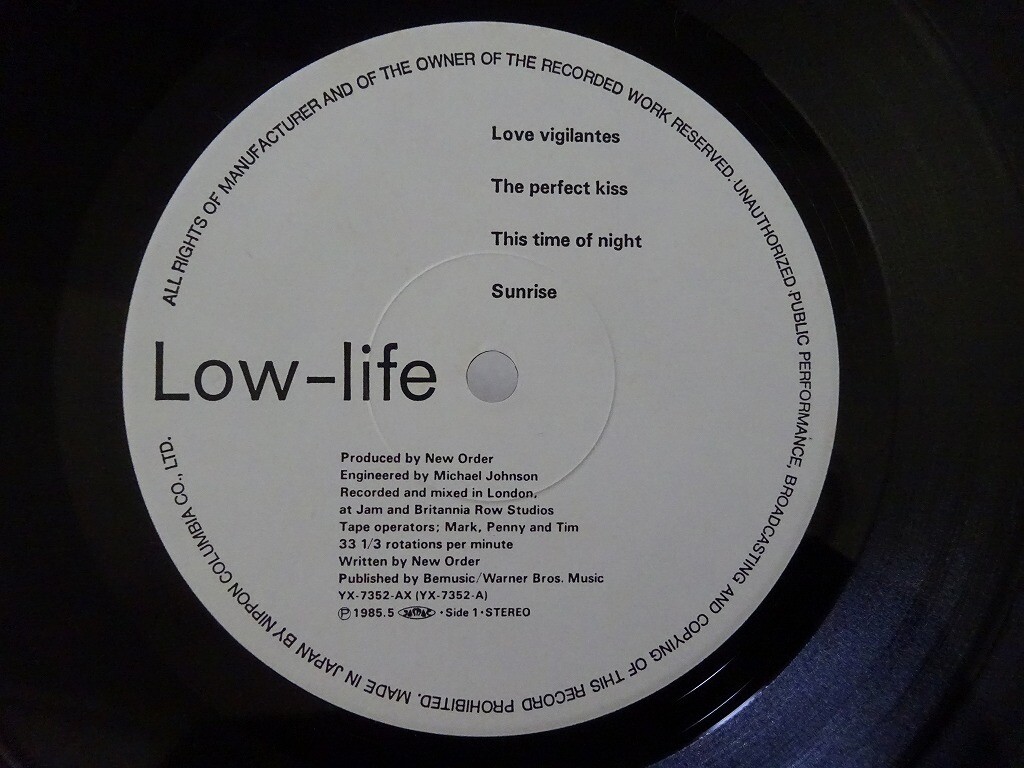 ALL RIGHTS OF MANUFACTURER AND OF THE OWNER OF THE RECORDED WORK RESERVED. UNAUTHORIZED PUBLIC PERFORMANCE, BROADCASTING AND COPYING OF THIS RECORD PROHIBITED. MADE IN JAPAN BY NIPPON COLUMBIA CO., LTD.
Love vigilantes
The perfect kiss
This time of night
Sunrise
Low-life
Produced by New Order
Engineered by Michael Johnson
Recorded and mixed in London,
at Jam and Britannia Row Studios
Tape operators; Mark, Penny and Tim
33 1/3 rotations per minute
Written by New Order
Published by Bemusic/Warner Bros. Music
YX-7352-AX (YX-7352-A)
Ⓟ 1985.5 JASRAC •Side 1•STEREO